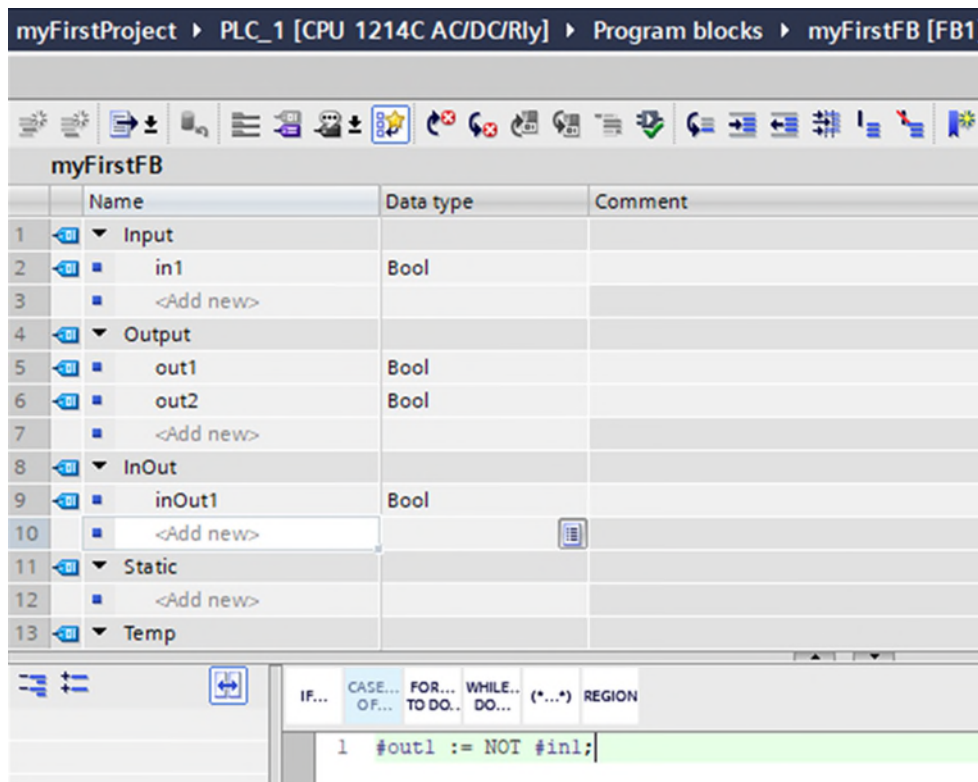 myFirstProject ▸ PLC_1 [CPU 1214C AC/DC/Rly] ▸ Program blocks ▸ myFirstFB [FB1
myFirstFB
Name Data type Comment
1 Input
2 in1 Bool
3 <Add new>
4 Output
5 out1 Bool
6 out2 Bool
7 <Add new>
8 InOut
9 inOut1 Bool
10 <Add new>
11 Static
12 <Add new>
13 Temp
IF... CASE... OF... FOR... TO DO.. WHILE.. DO... (*...*) REGION
1 #out1 := NOT #in1;